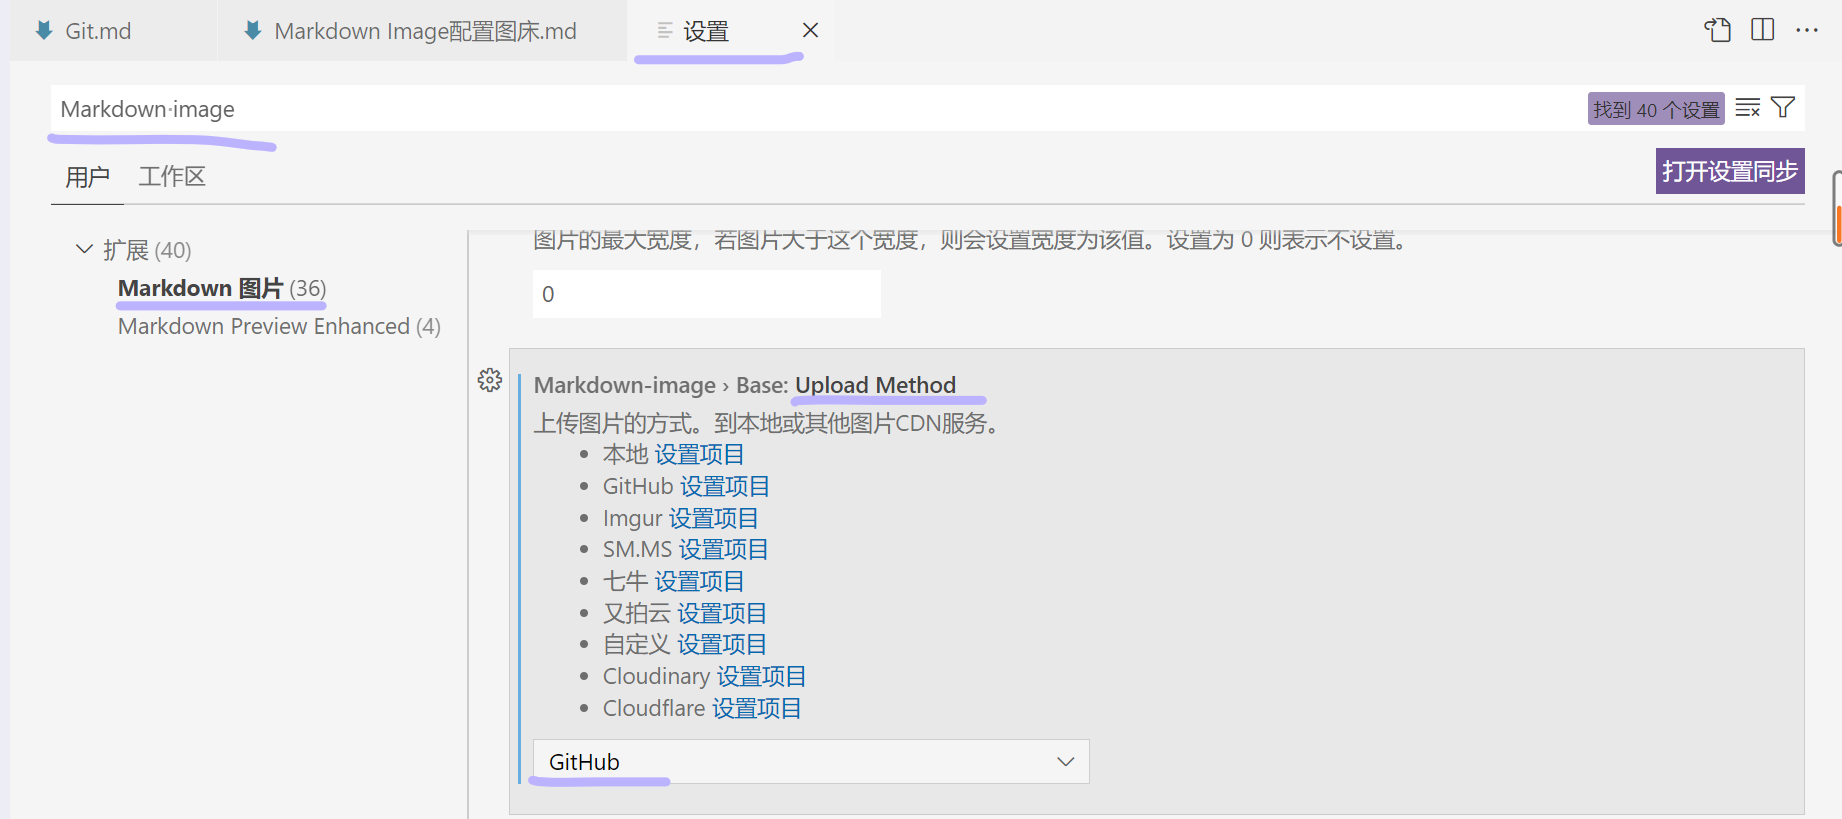 Git.md
Markdown Image配置图床.md
设置
Markdown·image
找到 40 个设置
用户
工作区
打开设置同步
扩展 (40)
Markdown 图片 (36)
Markdown Preview Enhanced (4)
图片的最大宽度，若图片大于这个宽度，则会设置宽度为该值。设置为 0 则表示不设置。
0
Markdown-image › Base: Upload Method
上传图片的方式。到本地或其他图片CDN服务。
本地 设置项目
GitHub 设置项目
Imgur 设置项目
SM.MS 设置项目
七牛 设置项目
又拍云 设置项目
自定义 设置项目
Cloudinary 设置项目
Cloudflare 设置项目
GitHub